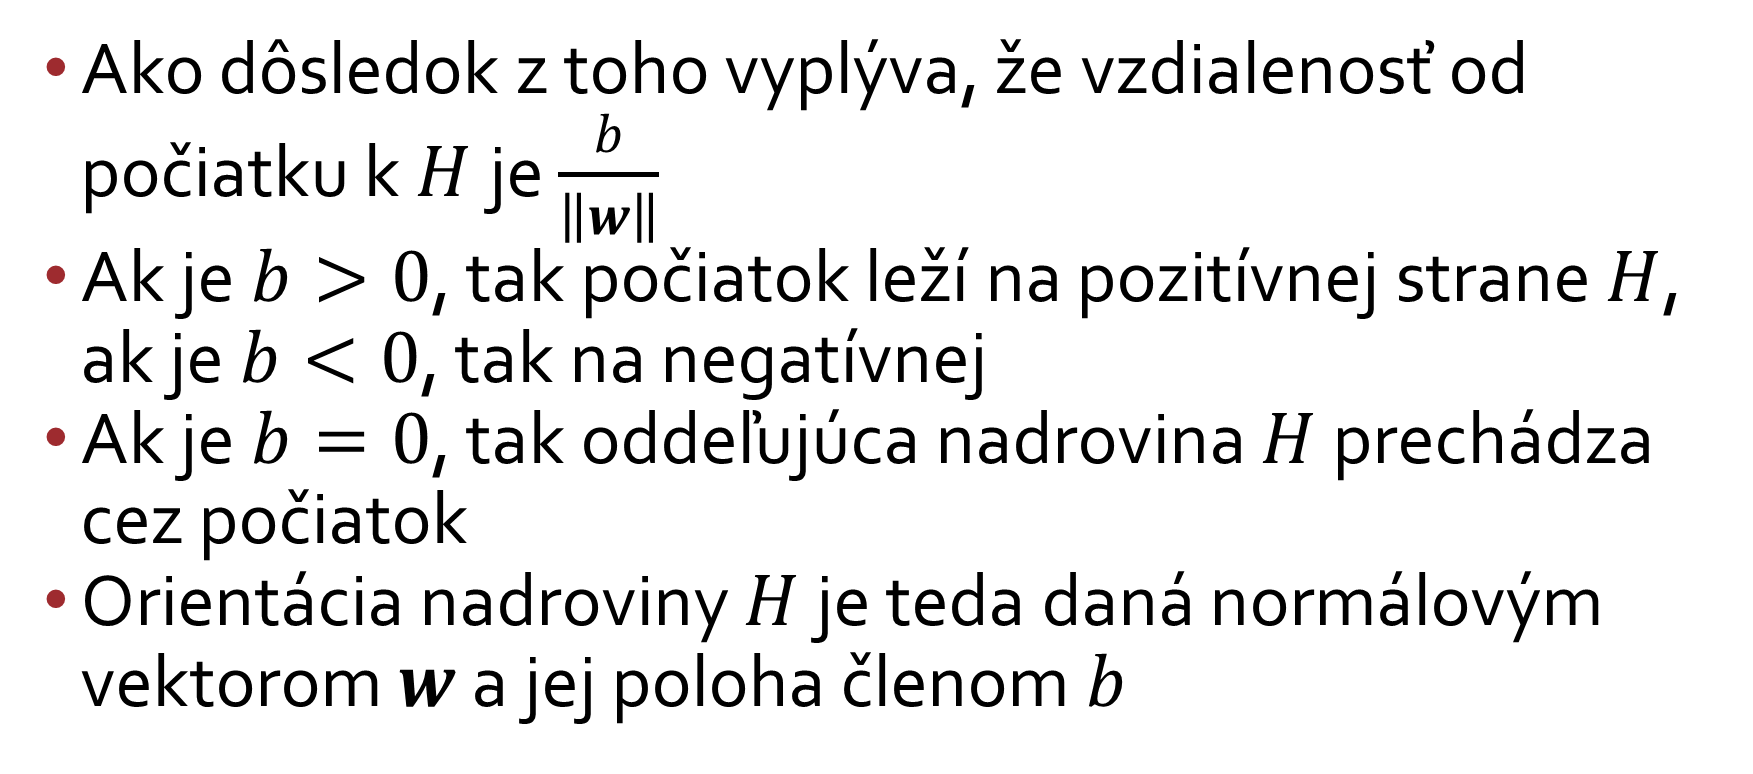 • Ako dôsledok z toho vyplýva, že vzdialenosť od
počiatku k H je b/‖w‖
• Ak je b > 0, tak počiatok leží na pozitívnej strane H,
ak je b < 0, tak na negatívnej
• Ak je b = 0, tak oddeľujúca nadrovina H prechádza
cez počiatok
• Orientácia nadroviny H je teda daná normálovým
vektorom w a jej poloha členom b